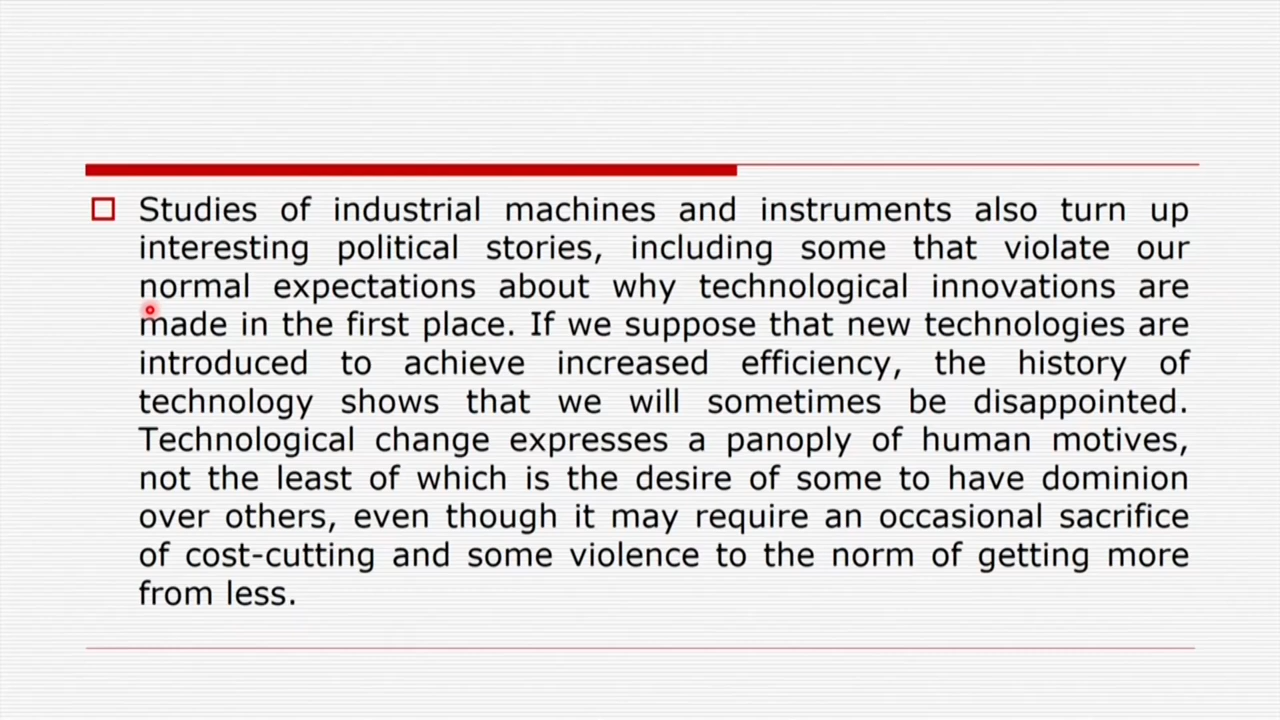 Studies of industrial machines and instruments also turn up
interesting political stories, including some that violate our
normal expectations about why technological innovations are
made in the first place. If we suppose that new technologies are
introduced to achieve increased efficiency, the history of
technology shows that we will sometimes be disappointed.
Technological change expresses a panoply of human motives,
not the least of which is the desire of some to have dominion
over others, even though it may require an occasional sacrifice
of cost-cutting and some violence to the norm of getting more
from less.